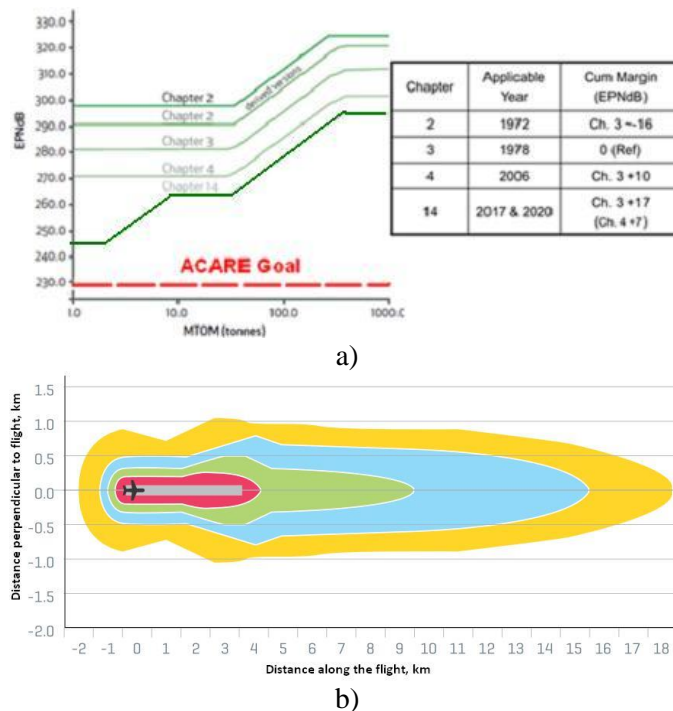 330.0
320.0
310.0
300.0
290.0
280.0
270.0
260.0
250.0
240.0
230.0
EPNdB
Chapter 2
derived versions
Chapter 2
Chapter 3
Chapter 4
Chapter 14
ACARE Goal
1.0 10.0 100.0 1000.0
MTOM (tonnes)
Chapter Applicable Year Cum Margin (EPNdB)
2 1972 Ch. 3 =-16
3 1978 0 (Ref)
4 2006 Ch. 3 +10
14 2017 & 2020 Ch. 3 +17
(Ch. 4 +7)
a)
1.5
1.0
0.5
0.0
-0.5
-1.0
-1.5
-2.0
Distance perpendicular to flight, km
-2 -1 0 1 2 3 4 5 6 7 8 9 10 11 12 13 14 15 16 17 18
Distance along the flight, km
b)